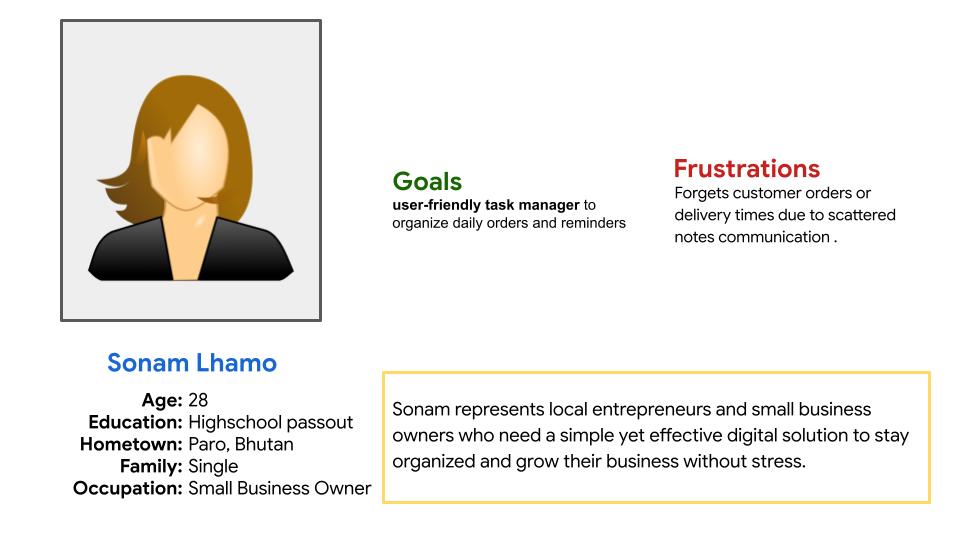 Goals
user-friendly task manager to
organize daily orders and reminders
Frustrations
Forgets customer orders or
delivery times due to scattered
notes communication .
Sonam Lhamo
Age: 28
Education: Highschool passout
Hometown: Paro, Bhutan
Family: Single
Occupation: Small Business Owner
Sonam represents local entrepreneurs and small business
owners who need a simple yet effective digital solution to stay
organized and grow their business without stress.